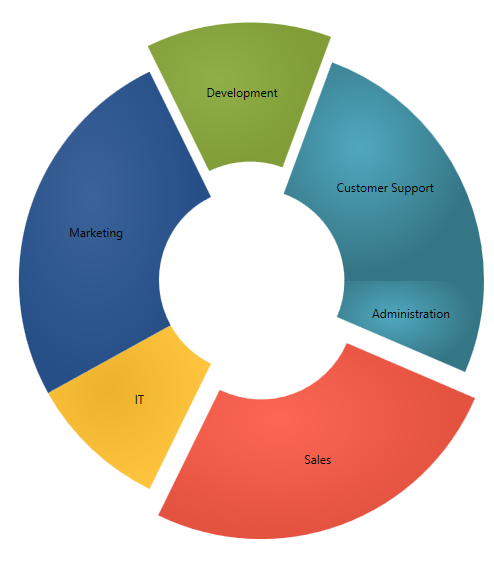 Development
Customer Support
Marketing
Administration
IT
Sales